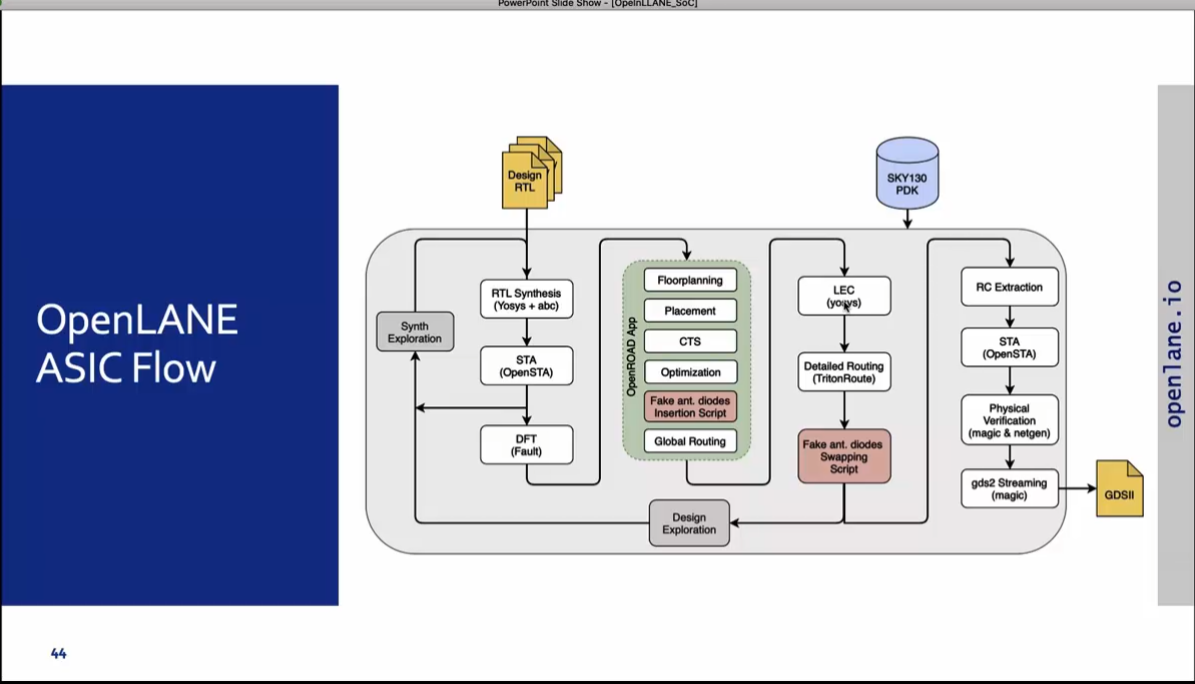 PowerPoint Slide Show - [OpelnLLANE_SoC]
OpenLANE
ASIC Flow
Design
RTL
SKY130
PDK
Synth
Exploration
RTL Synthesis
(Yosys + abc)
STA
(OpenSTA)
DFT
(Fault)
OpenROAD App
Floorplanning
Placement
CTS
Optimization
Fake ant. diodes
Insertion Script
Global Routing
LEC
(yosys)
Detailed Routing
(TritonRoute)
Fake ant. diodes
Swapping
Script
Design
Exploration
RC Extraction
STA
(OpenSTA)
Physical
Verification
(magic & netgen)
gds2 Streaming
(magic)
GDSII
openlane.io
44